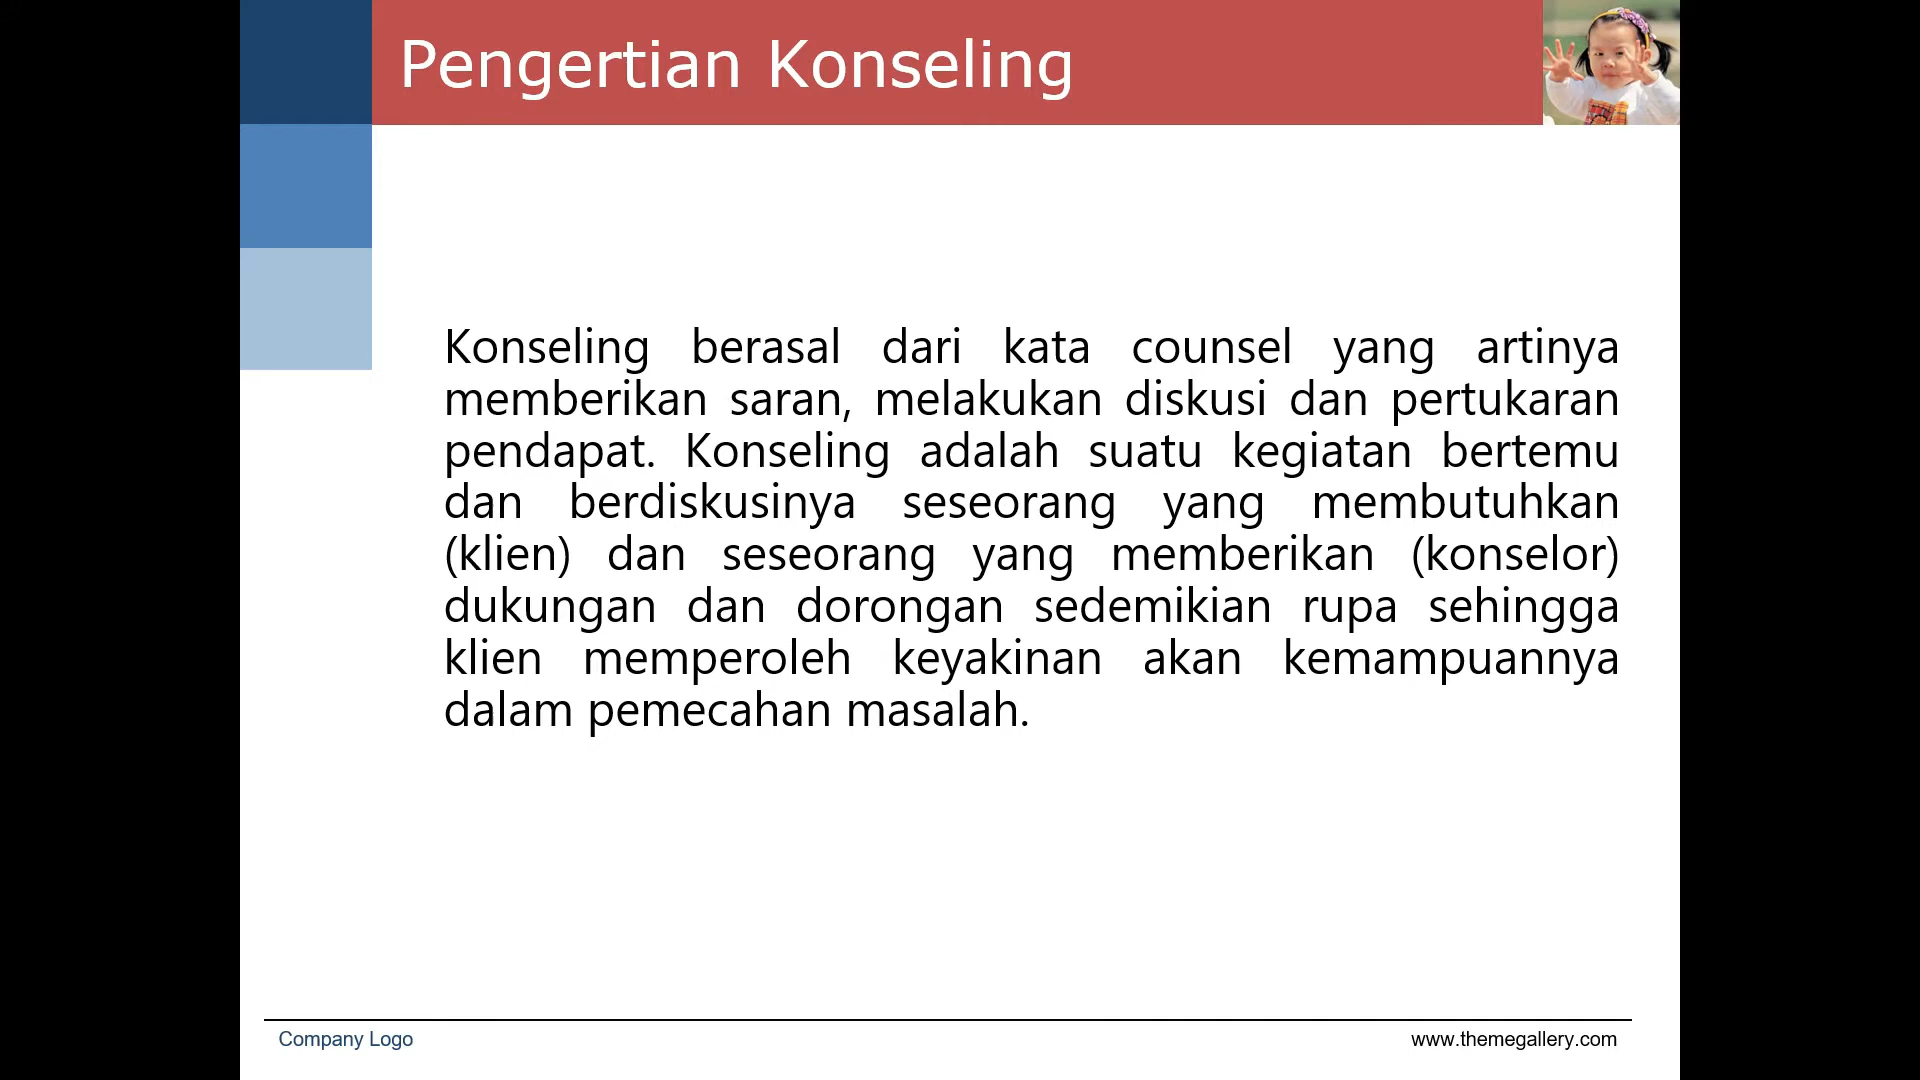 Pengertian Konseling
Konseling berasal dari kata counsel yang artinya
memberikan saran, melakukan diskusi dan pertukaran
pendapat. Konseling adalah suatu kegiatan bertemu
dan berdiskusinya seseorang yang membutuhkan
(klien) dan seseorang yang memberikan (konselor)
dukungan dan dorongan sedemikian rupa sehingga
klien memperoleh keyakinan akan kemampuannya
dalam pemecahan masalah.
Company Logo
www.themegallery.com